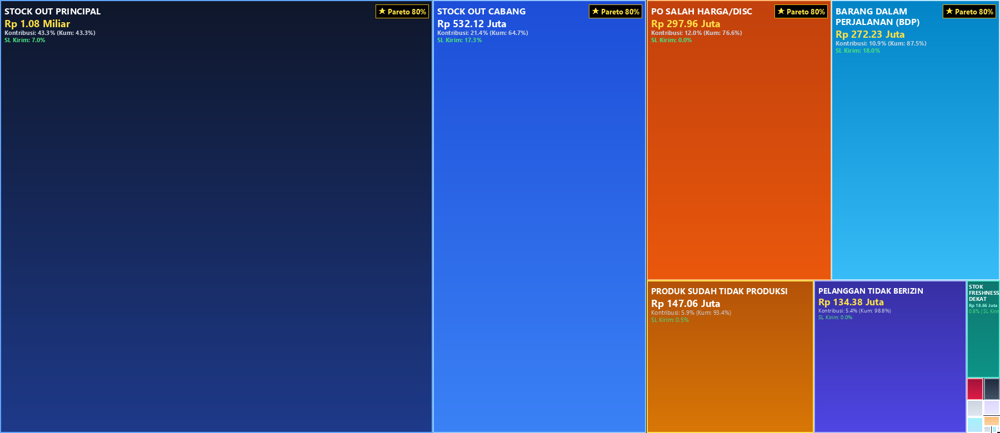 STOCK OUT PRINCIPAL
★ Pareto 80%
Rp 1.08 Miliar
Kontribusi: 43.3% (Kum: 43.3%)
SL Kirim: 7.0%
STOCK OUT CABANG
★ Pareto 80%
Rp 532.12 Juta
Kontribusi: 21.4% (Kum: 64.7%)
SL Kirim: 17.3%
PO SALAH HARGA/DISC
★ Pareto 80%
Rp 297.96 Juta
Kontribusi: 12.0% (Kum: 76.6%)
SL Kirim: 0.0%
BARANG DALAM
PERJALANAN (BDP)
★ Pareto 80%
Rp 272.23 Juta
Kontribusi: 10.9% (Kum: 87.5%)
SL Kirim: 18.0%
PRODUK SUDAH TIDAK PRODUKSI
Rp 147.06 Juta
Kontribusi: 5.9% (Kum: 93.4%)
SL Kirim: 0.5%
PELANGGAN TIDAK BERIZIN
Rp 134.38 Juta
Kontribusi: 5.4% (Kum: 98.8%)
SL Kirim: 0.0%
STOK
FRESHNESS
DEKAT
Rp 18.66 Juta
0.8% | SL Kirim